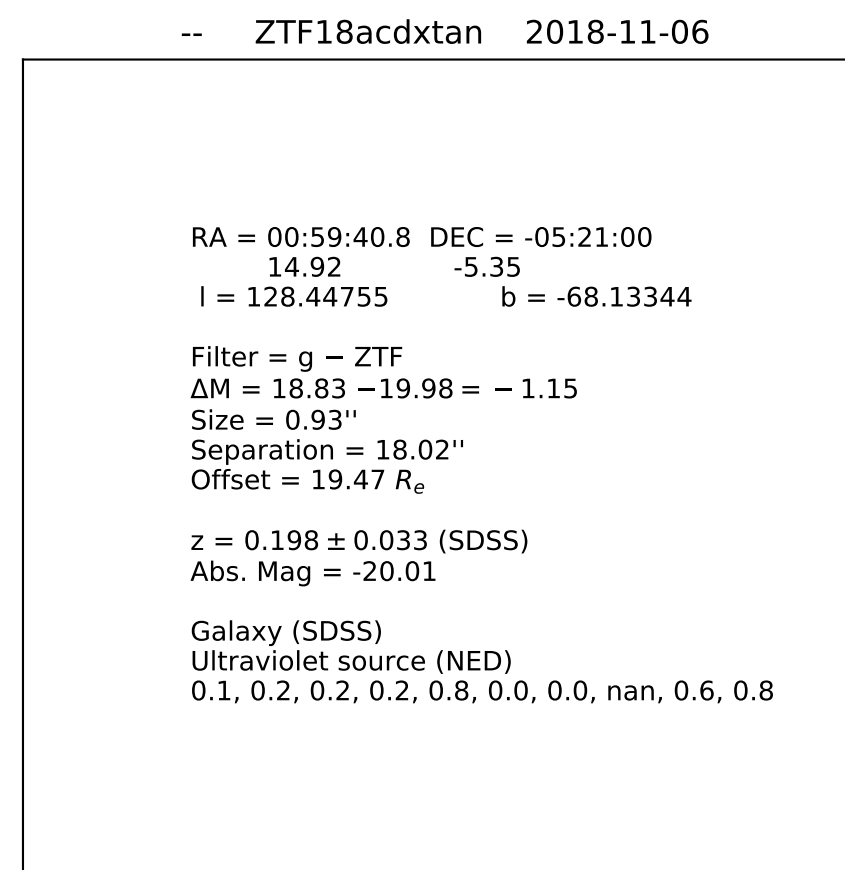 -- ZTF18acdxtan 2018-11-06
RA = 00:59:40.8 DEC = -05:21:00
14.92 -5.35
l = 128.44755 b = -68.13344
Filter = g − ZTF
ΔM = 18.83 −19.98 = − 1.15
Size = 0.93''
Separation = 18.02''
Offset = 19.47 Rₑ
z = 0.198 ± 0.033 (SDSS)
Abs. Mag = -20.01
Galaxy (SDSS)
Ultraviolet source (NED)
0.1, 0.2, 0.2, 0.2, 0.8, 0.0, 0.0, nan, 0.6, 0.8